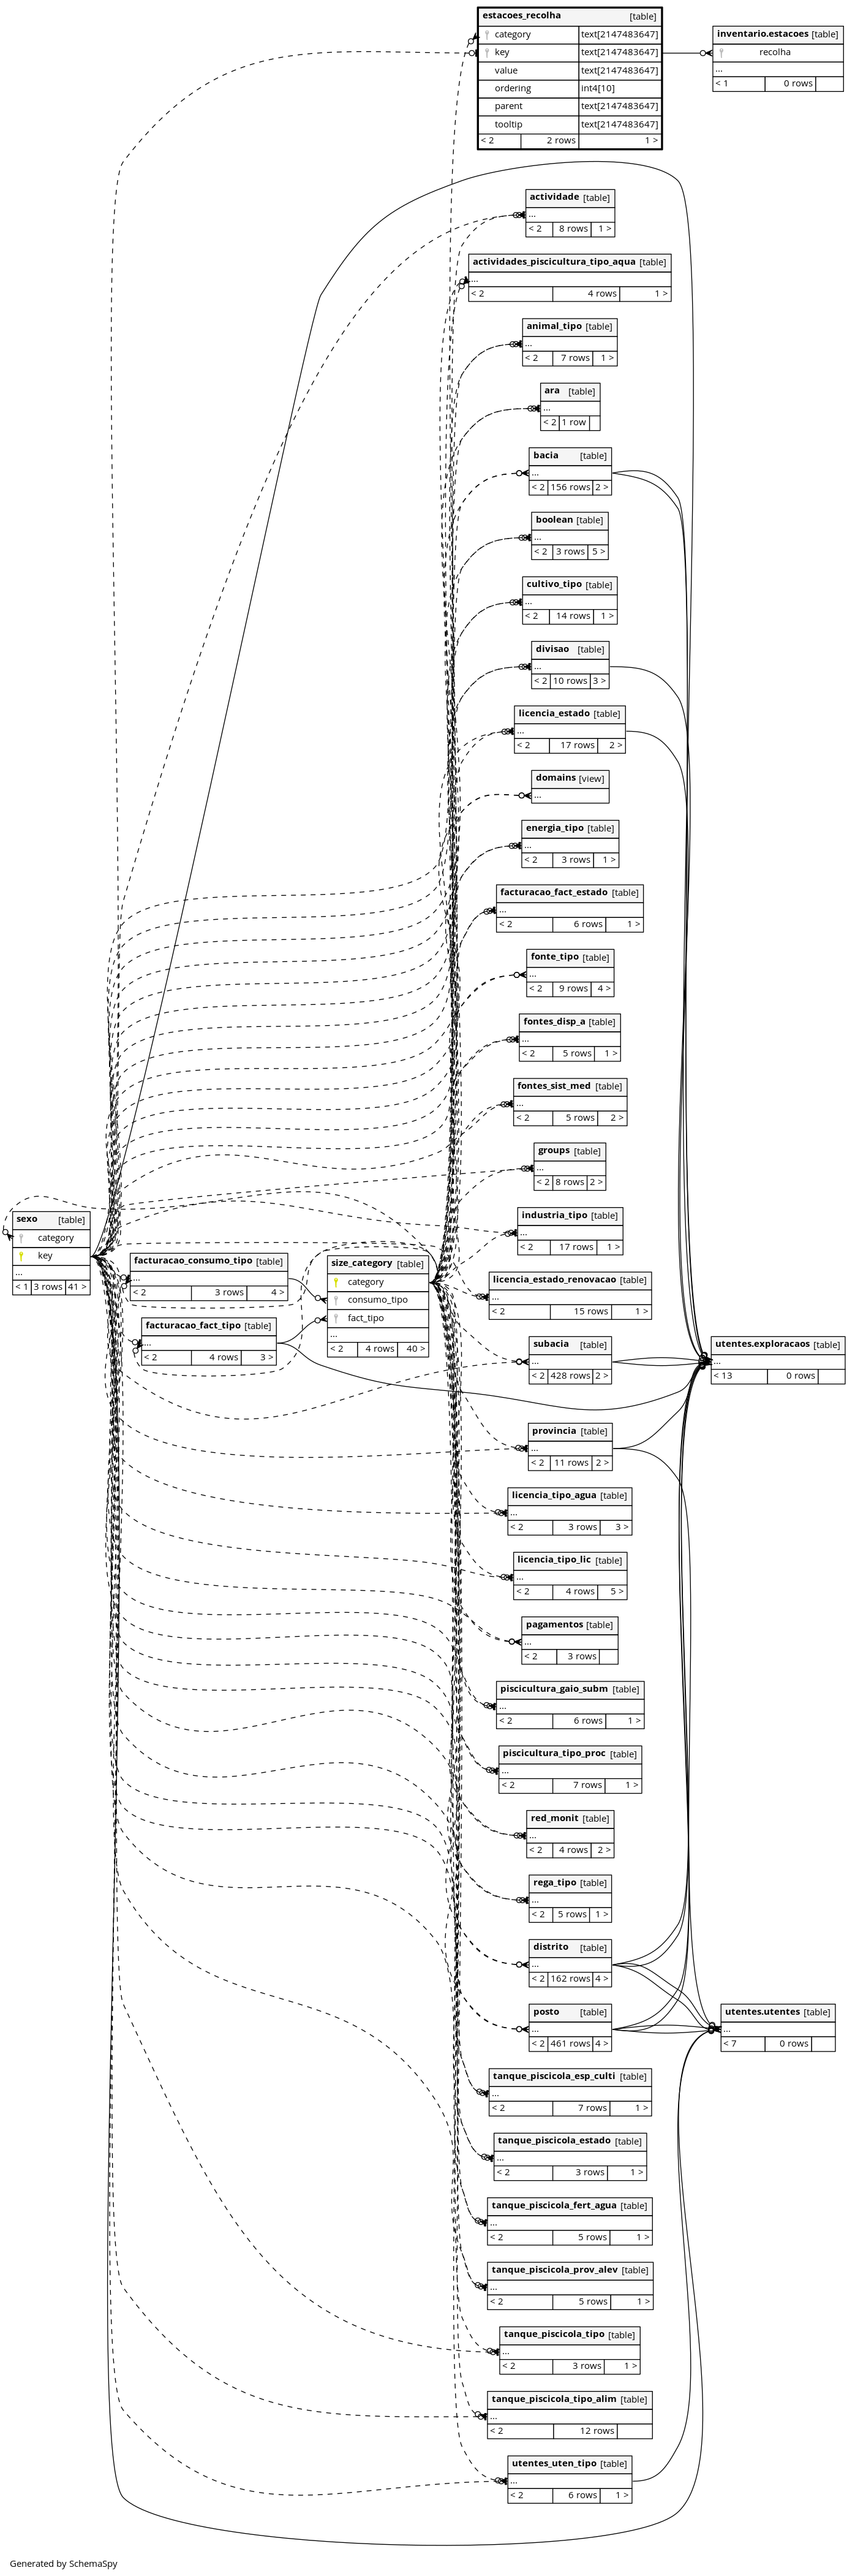 estacoes_recolha [table]
category text[2147483647]
key text[2147483647]
value text[2147483647]
ordering int4[10]
parent text[2147483647]
tooltip text[2147483647]
< 2 2 rows 1 >
inventario.estacoes [table]
recolha
...
< 1 0 rows
actividade [table]
...
< 2 8 rows 1 >
actividades_piscicultura_tipo_aqua [table]
...
< 2 4 rows 1 >
animal_tipo [table]
...
< 2 7 rows 1 >
ara [table]
...
< 2 1 row
bacia [table]
...
< 2 156 rows 2 >
boolean [table]
...
< 2 3 rows 5 >
cultivo_tipo [table]
...
< 2 14 rows 1 >
divisao [table]
...
< 2 10 rows 3 >
licencia_estado [table]
...
< 2 17 rows 2 >
domains [view]
...
energia_tipo [table]
...
< 2 3 rows 1 >
facturacao_fact_estado [table]
...
< 2 6 rows 1 >
fonte_tipo [table]
...
< 2 9 rows 4 >
fontes_disp_a [table]
...
< 2 5 rows 1 >
fontes_sist_med [table]
...
< 2 5 rows 2 >
groups [table]
...
< 2 8 rows 2 >
sexo [table]
category
key
...
< 1 3 rows 41 >
facturacao_consumo_tipo [table]
...
< 2 3 rows 4 >
facturacao_fact_tipo [table]
...
< 2 4 rows 3 >
size_category [table]
category
consumo_tipo
fact_tipo
...
< 2 4 rows 40 >
industria_tipo [table]
...
< 2 17 rows 1 >
licencia_estado_renovacao [table]
...
< 2 15 rows 1 >
subacia [table]
...
< 2 428 rows 2 >
utentes.exploracaos [table]
...
< 13 0 rows
provincia [table]
...
< 2 11 rows 2 >
licencia_tipo_agua [table]
...
< 2 3 rows 3 >
licencia_tipo_lic [table]
...
< 2 4 rows 5 >
pagamentos [table]
...
< 2 3 rows
piscicultura_gaio_subm [table]
...
< 2 6 rows 1 >
piscicultura_tipo_proc [table]
...
< 2 7 rows 1 >
red_monit [table]
...
< 2 4 rows 2 >
rega_tipo [table]
...
< 2 5 rows 1 >
distrito [table]
...
< 2 162 rows 4 >
posto [table]
...
< 2 461 rows 4 >
utentes.utentes [table]
...
< 7 0 rows
tanque_piscicola_esp_culti [table]
...
< 2 7 rows 1 >
tanque_piscicola_estado [table]
...
< 2 3 rows 1 >
tanque_piscicola_fert_agua [table]
...
< 2 5 rows 1 >
tanque_piscicola_prov_alev [table]
...
< 2 5 rows 1 >
tanque_piscicola_tipo [table]
...
< 2 3 rows 1 >
tanque_piscicola_tipo_alim [table]
...
< 2 12 rows
utentes_uten_tipo [table]
...
< 2 6 rows 1 >
Generated by SchemaSpy